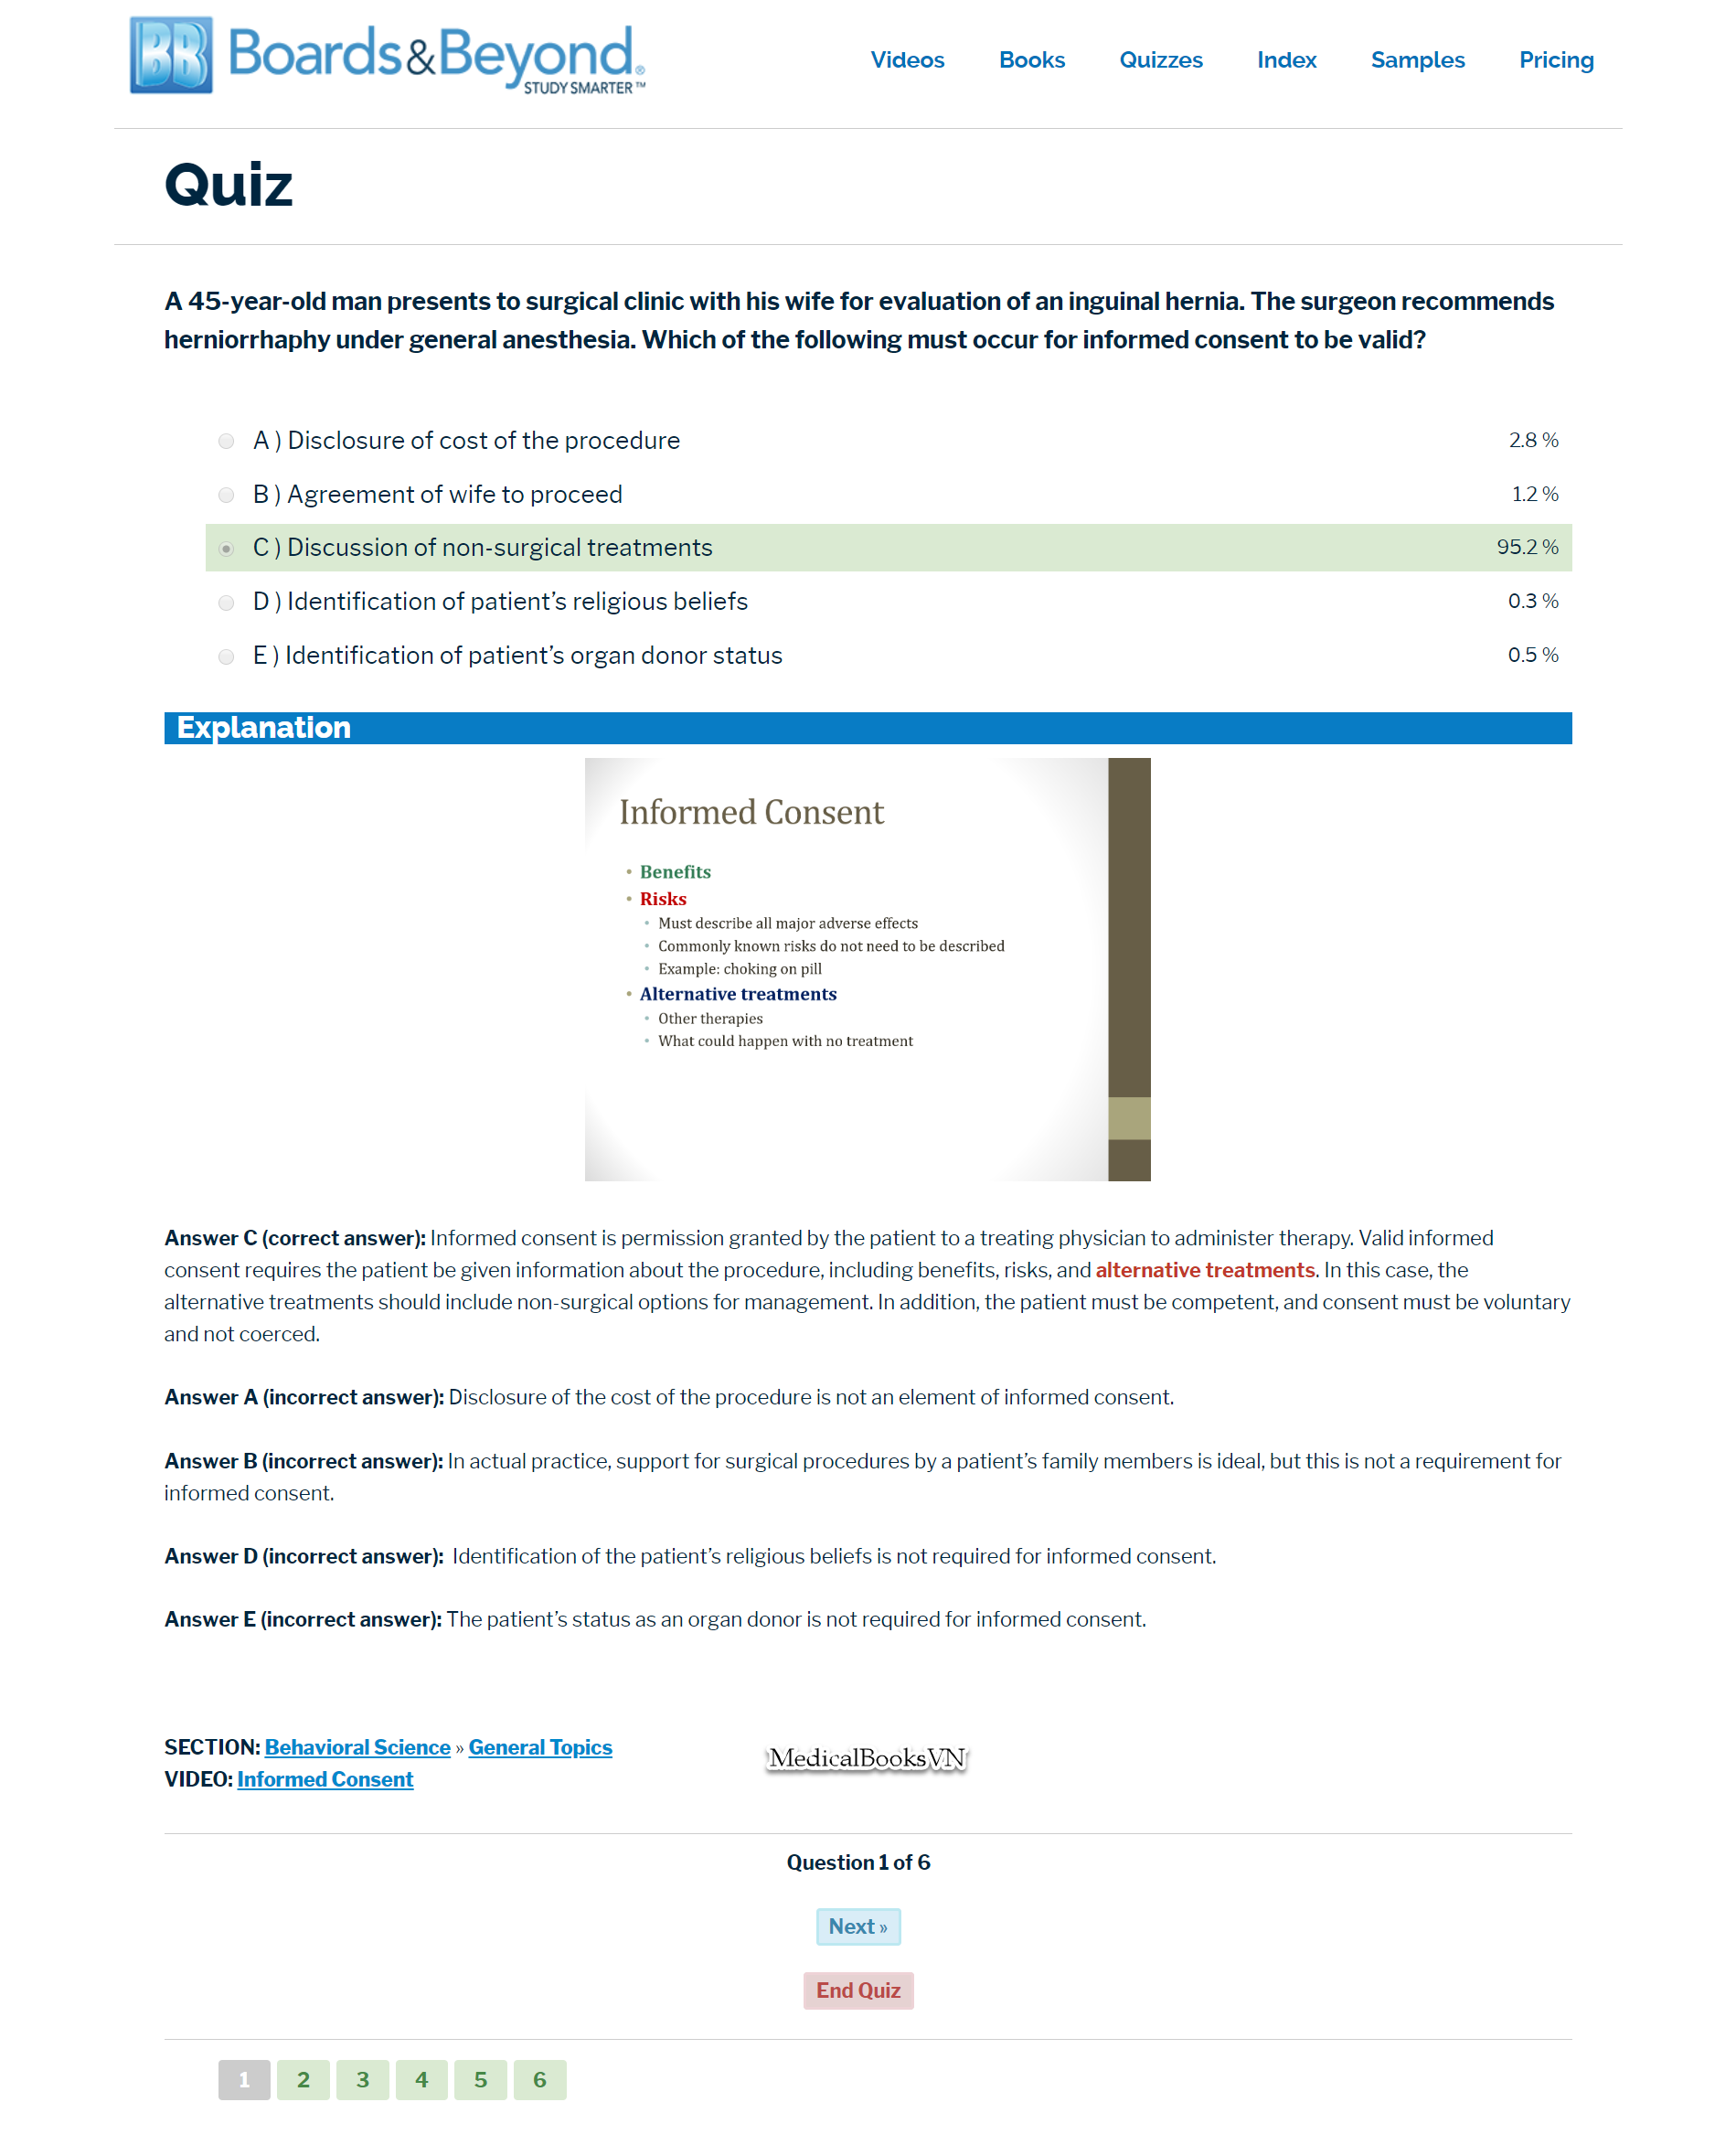 BB Boards&Beyond®
STUDY SMARTER™
Videos Books Quizzes Index Samples Pricing
Quiz
A 45-year-old man presents to surgical clinic with his wife for evaluation of an inguinal hernia. The surgeon recommends
herniorrhaphy under general anesthesia. Which of the following must occur for informed consent to be valid?
A ) Disclosure of cost of the procedure 2.8 %
B ) Agreement of wife to proceed 1.2 %
C ) Discussion of non-surgical treatments 95.2 %
D ) Identification of patient’s religious beliefs 0.3 %
E ) Identification of patient’s organ donor status 0.5 %
Explanation
Informed Consent
• Benefits
• Risks
• Must describe all major adverse effects
• Commonly known risks do not need to be described
• Example: choking on pill
• Alternative treatments
• Other therapies
• What could happen with no treatment
Answer C (correct answer): Informed consent is permission granted by the patient to a treating physician to administer therapy. Valid informed
consent requires the patient be given information about the procedure, including benefits, risks, and alternative treatments. In this case, the
alternative treatments should include non-surgical options for management. In addition, the patient must be competent, and consent must be voluntary
and not coerced.
Answer A (incorrect answer): Disclosure of the cost of the procedure is not an element of informed consent.
Answer B (incorrect answer): In actual practice, support for surgical procedures by a patient’s family members is ideal, but this is not a requirement for
informed consent.
Answer D (incorrect answer): Identification of the patient’s religious beliefs is not required for informed consent.
Answer E (incorrect answer): The patient’s status as an organ donor is not required for informed consent.
SECTION: Behavioral Science » General Topics
VIDEO: Informed Consent
MedicalBooksVN
Question 1 of 6
Next »
End Quiz
1 2 3 4 5 6